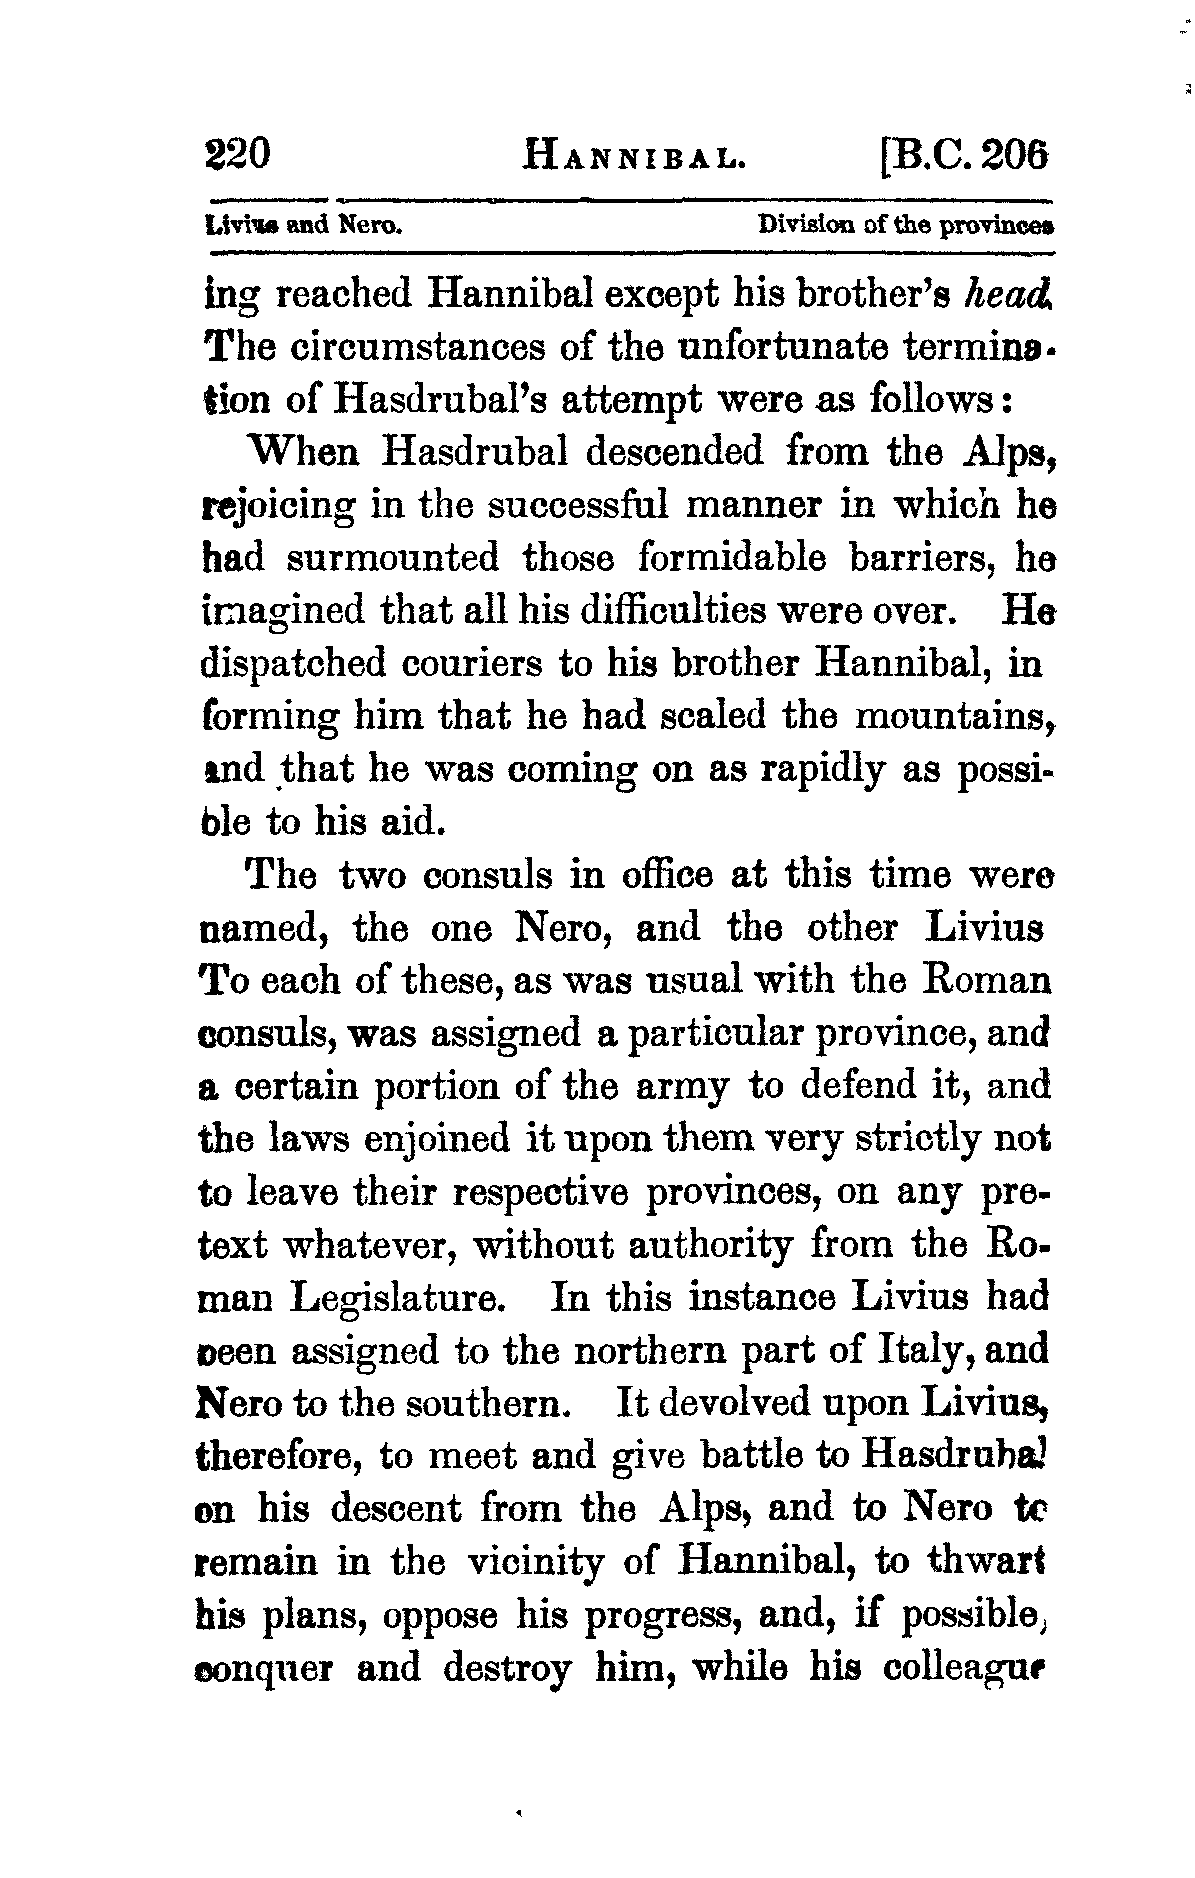 220 HANNIBAL. [B.C. 206
Livius and Nero. Division of the provinces
ing reached Hannibal except his brother's head.
The circumstances of the unfortunate termina-
tion of Hasdrubal's attempt were as follows:
When Hasdrubal descended from the Alps,
rejoicing in the successful manner in which he
had surmounted those formidable barriers, he
imagined that all his difficulties were over. He
dispatched couriers to his brother Hannibal, in
forming him that he had scaled the mountains,
and that he was coming on as rapidly as possi-
ble to his aid.
The two consuls in office at this time were
named, the one Nero, and the other Livius
To each of these, as was usual with the Roman
consuls, was assigned a particular province, and
a certain portion of the army to defend it, and
the laws enjoined it upon them very strictly not
to leave their respective provinces, on any pre-
text whatever, without authority from the Ro-
man Legislature. In this instance Livius had
been assigned to the northern part of Italy, and
Nero to the southern. It devolved upon Livius,
therefore, to meet and give battle to Hasdrubal
on his descent from the Alps, and to Nero to
remain in the vicinity of Hannibal, to thwart
his plans, oppose his progress, and, if possible,
conquer and destroy him, while his colleague